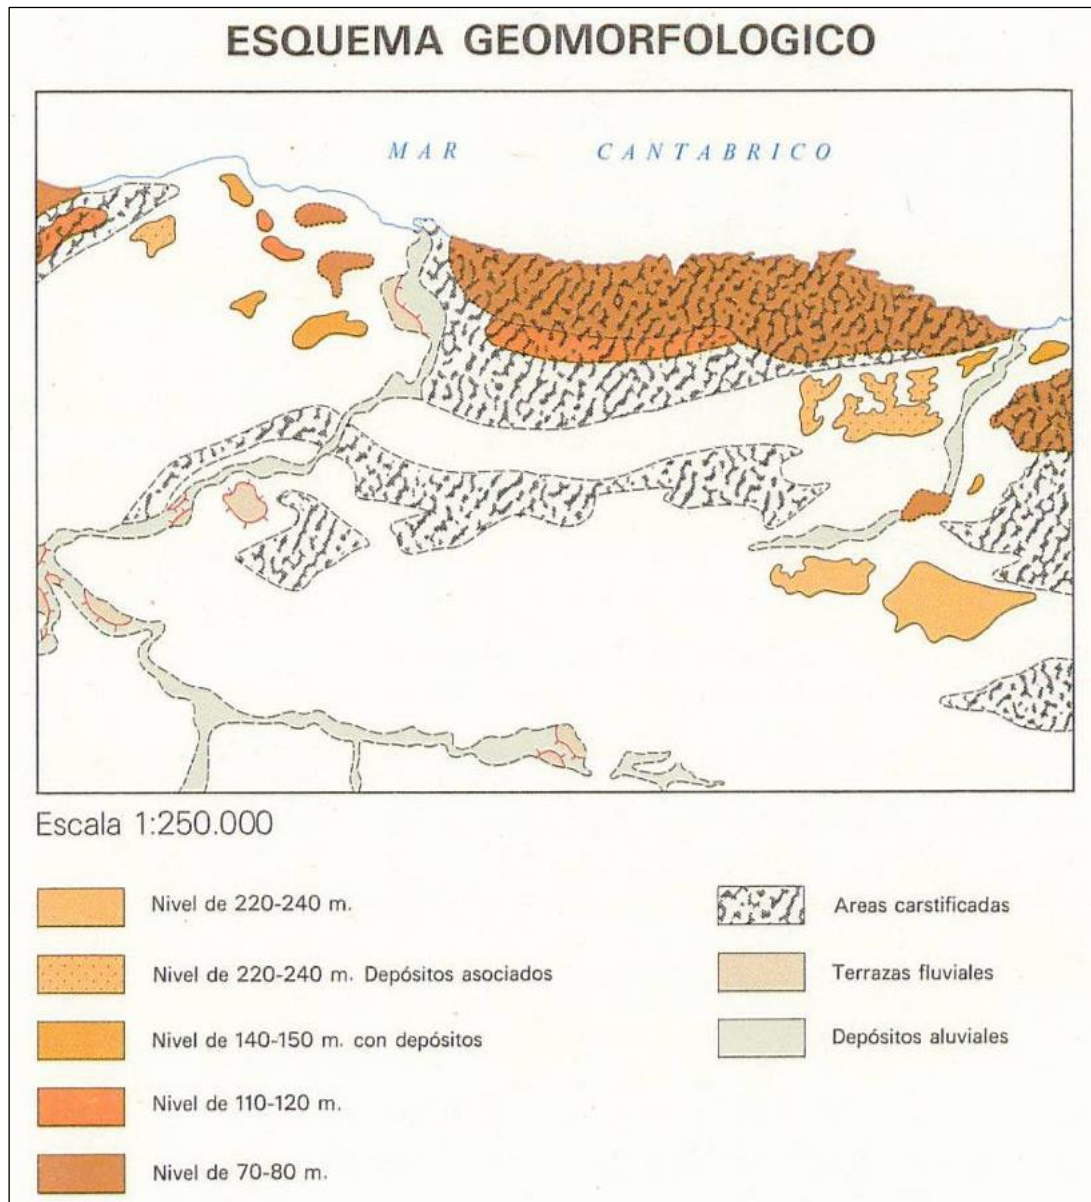 ESQUEMA GEOMORFOLOGICO
MAR CANTABRICO
Escala 1:250.000
Nivel de 220-240 m.
Nivel de 220-240 m. Depósitos asociados
Nivel de 140-150 m. con depósitos
Nivel de 110-120 m.
Nivel de 70-80 m.
Areas carstificadas
Terrazas fluviales
Depósitos aluviales